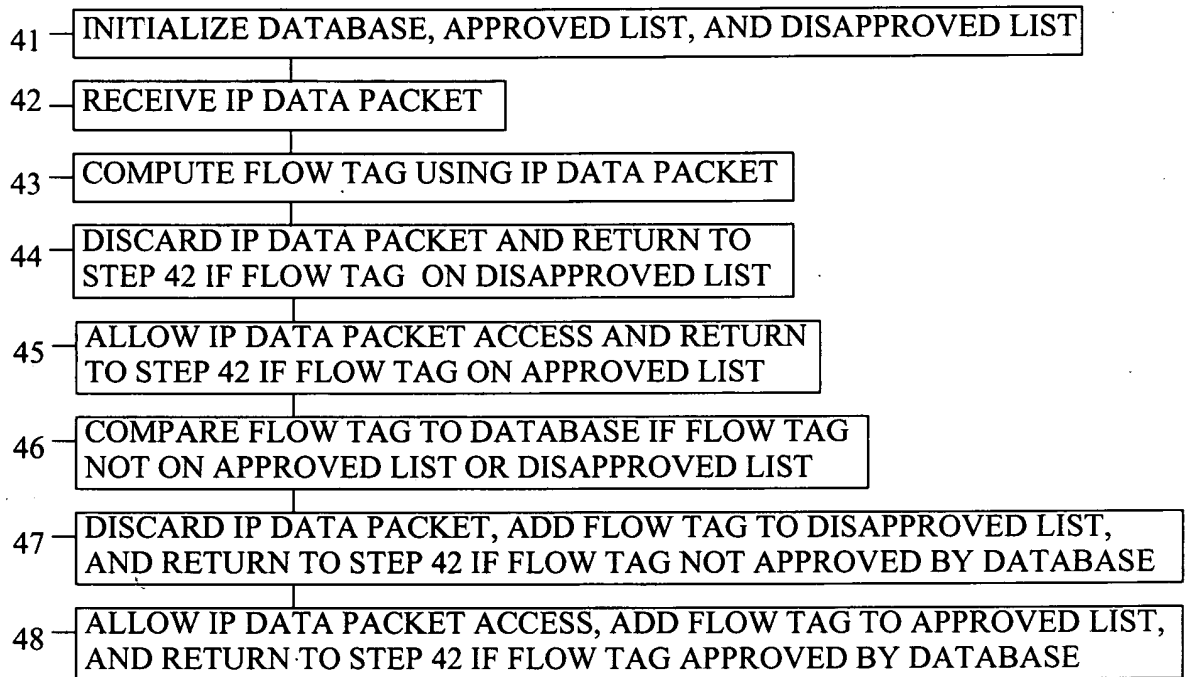 41 INITIALIZE DATABASE, APPROVED LIST, AND DISAPPROVED LIST
42 RECEIVE IP DATA PACKET
43 COMPUTE FLOW TAG USING IP DATA PACKET
44 DISCARD IP DATA PACKET AND RETURN TO
STEP 42 IF FLOW TAG ON DISAPPROVED LIST
45 ALLOW IP DATA PACKET ACCESS AND RETURN
TO STEP 42 IF FLOW TAG ON APPROVED LIST
46 COMPARE FLOW TAG TO DATABASE IF FLOW TAG
NOT ON APPROVED LIST OR DISAPPROVED LIST
47 DISCARD IP DATA PACKET, ADD FLOW TAG TO DISAPPROVED LIST,
AND RETURN TO STEP 42 IF FLOW TAG NOT APPROVED BY DATABASE
48 ALLOW IP DATA PACKET ACCESS, ADD FLOW TAG TO APPROVED LIST,
AND RETURN TO STEP 42 IF FLOW TAG APPROVED BY DATABASE